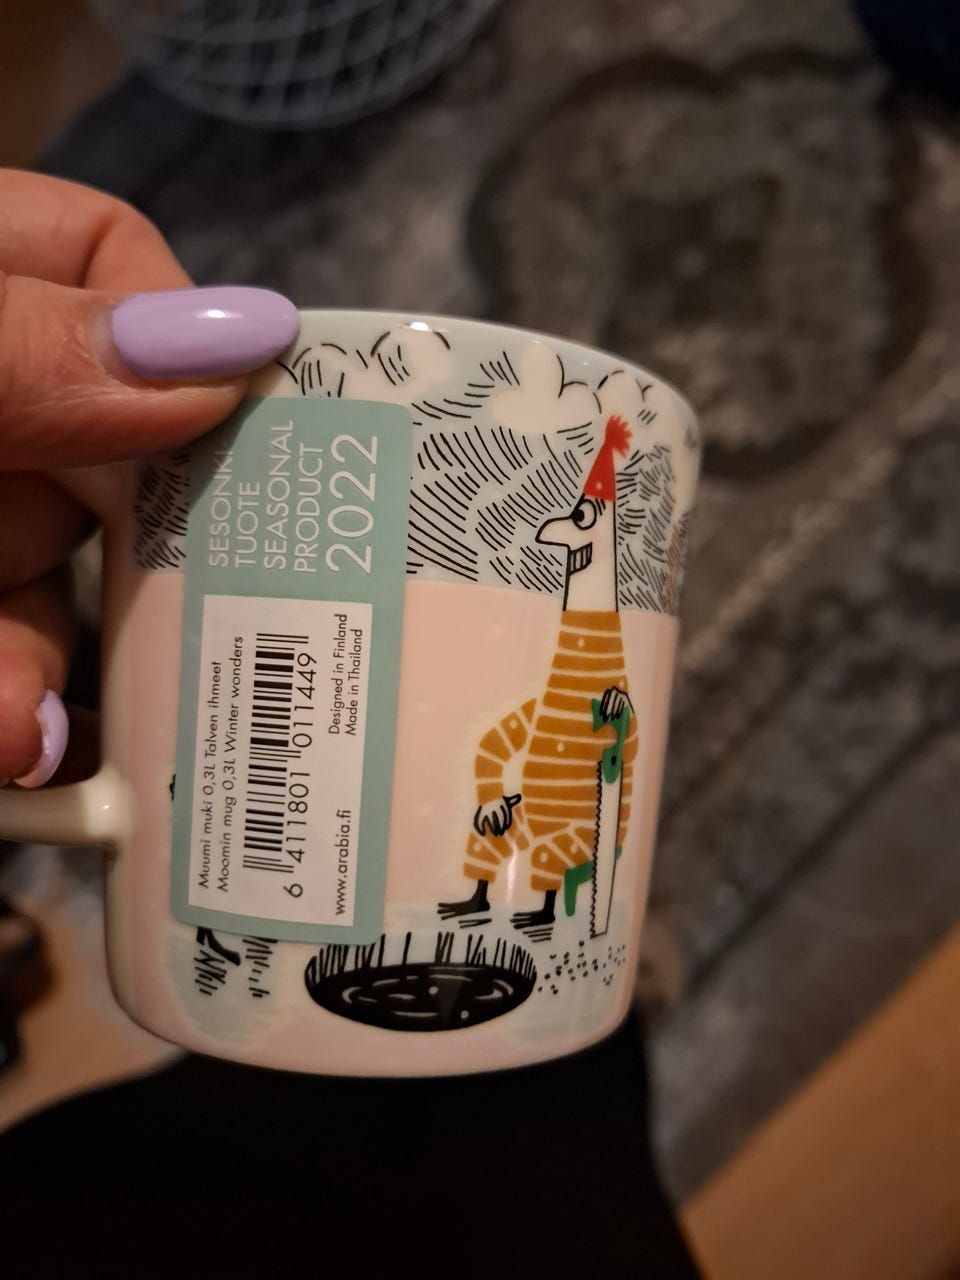 SESONKI
TUOTE
SEASONAL
PRODUCT
2022
Muumi muki 0,3L Talven ihmeet
Moomin mug 0,3L Winter wonders
6 411801 011449
Designed in Finland
Made in Thailand
www.arabia.fi